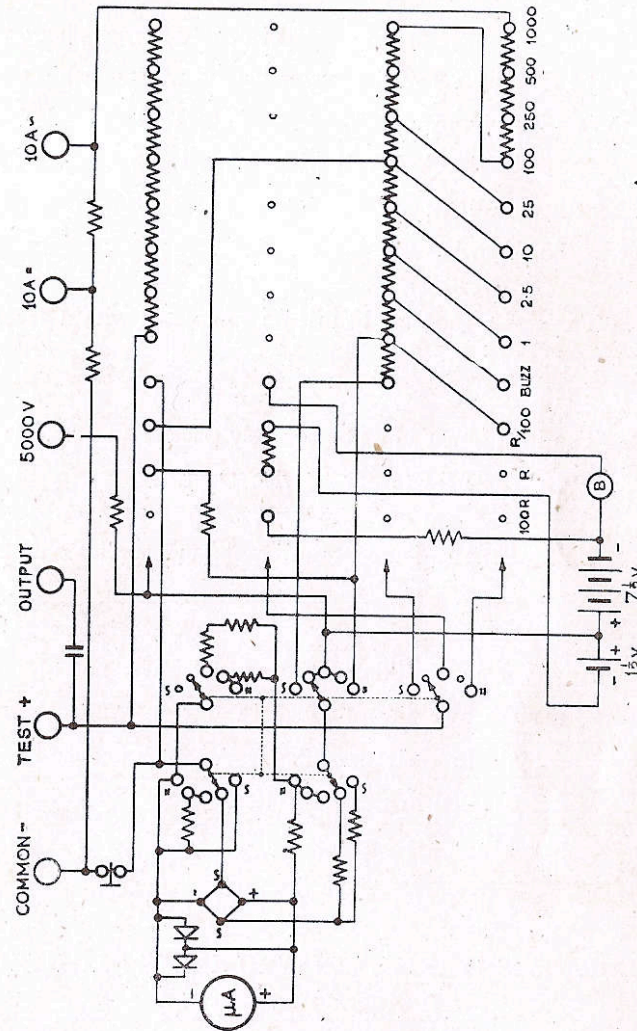 COMMON-
TEST +
OUTPUT
5000V
10A =
10A ~
100R
R
R/100
BUZZ
1
2·5
10
25
100
250
500
1000
S
S
S
=
=
=
=
S
S
S
S
~
+
-
+
μA
B
- +
+ -
1½V
7½V